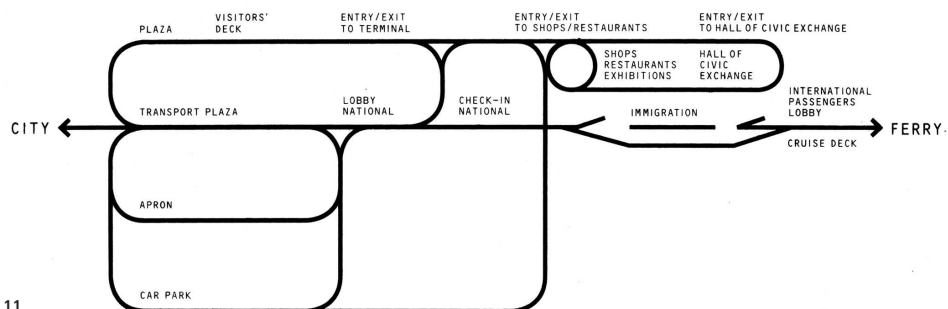 PLAZA
VISITORS'
DECK
ENTRY/EXIT
TO TERMINAL
ENTRY/EXIT
TO SHOPS/RESTAURANTS
ENTRY/EXIT
TO HALL OF CIVIC EXCHANGE
SHOPS
RESTAURANTS
EXHIBITIONS
HALL OF
CIVIC
EXCHANGE
TRANSPORT PLAZA
LOBBY
NATIONAL
CHECK-IN
NATIONAL
IMMIGRATION
INTERNATIONAL
PASSENGERS
LOBBY
CITY
FERRY
CRUISE DECK
APRON
CAR PARK
11